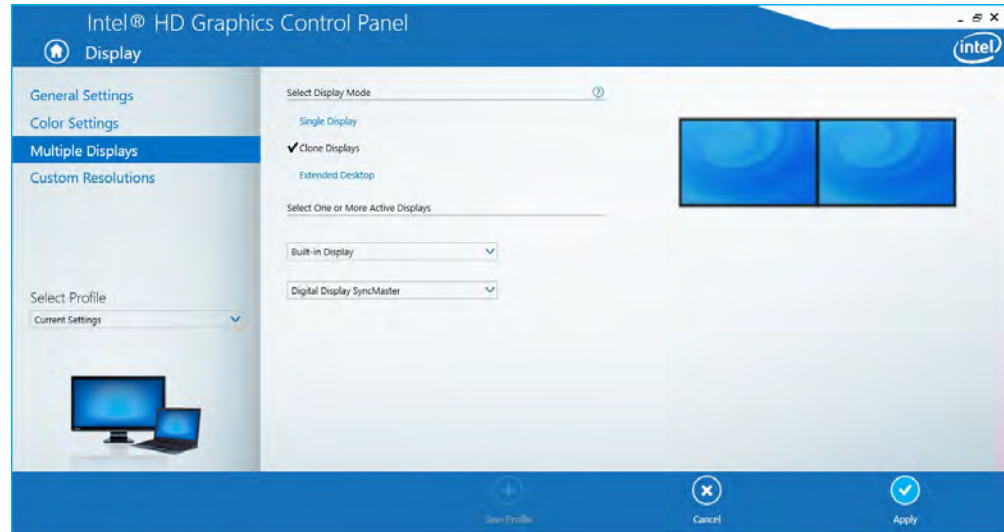 Intel® HD Graphics Control Panel
Display
intel
General Settings
Color Settings
Multiple Displays
Custom Resolutions
Select Profile
Current Settings
Select Display Mode
?
Single Display
Clone Displays
Extended Desktop
Select One or More Active Displays
Built-in Display
Digital Display SyncMaster
Save Profile
Cancel
Apply